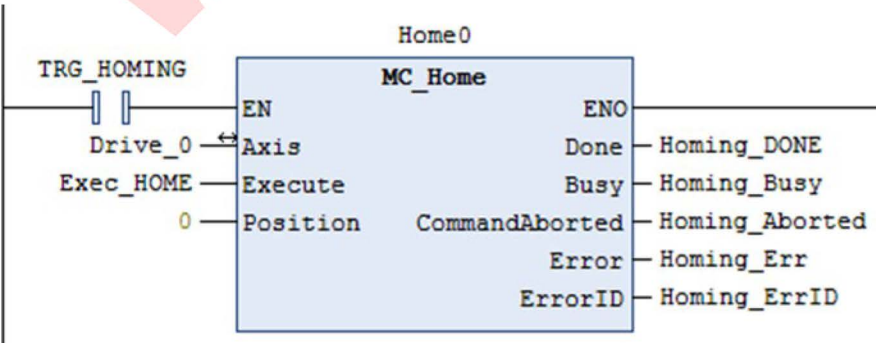 Home0
TRG_HOMING
MC_Home
EN ENO
Drive_0 Axis Done Homing_DONE
Exec_HOME Execute Busy Homing_Busy
0 Position CommandAborted Homing_Aborted
Error Homing_Err
ErrorID Homing_ErrID